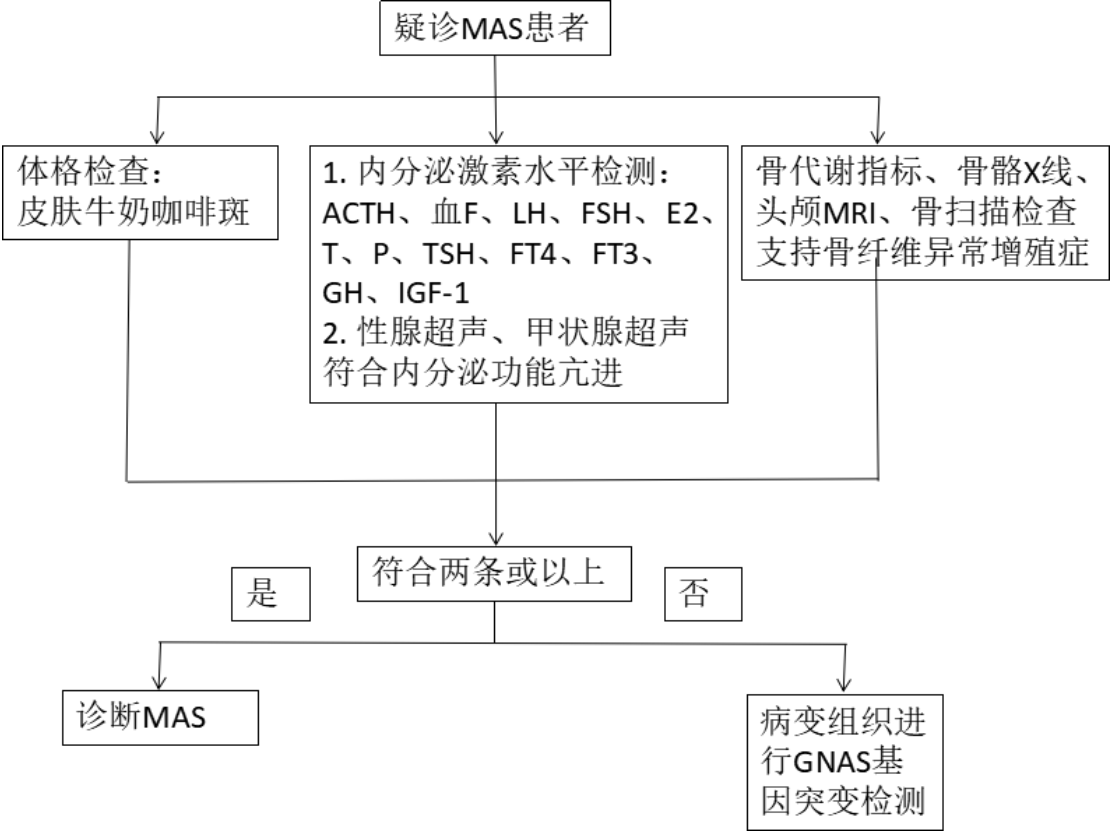 疑诊MAS患者
体格检查：
皮肤牛奶咖啡斑
1. 内分泌激素水平检测：
ACTH、血F、LH、FSH、E2、
T、P、TSH、FT4、FT3、
GH、IGF-1
2. 性腺超声、甲状腺超声
符合内分泌功能亢进
骨代谢指标、骨骼X线、
头颅MRI、骨扫描检查
支持骨纤维异常增殖症
符合两条或以上
是
否
诊断MAS
病变组织进
行GNAS基
因突变检测